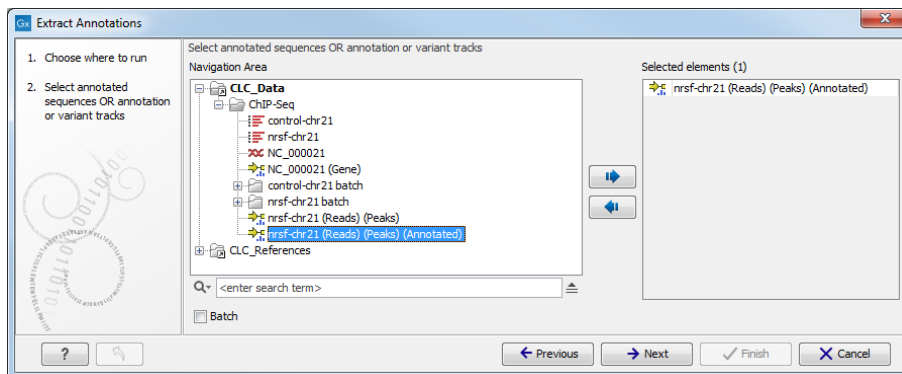 Gx Extract Annotations
1. Choose where to run
2. Select annotated
sequences OR annotation
or variant tracks
Select annotated sequences OR annotation or variant tracks
Navigation Area
CLC_Data
ChIP-Seq
control-chr21
nrsf-chr21
NC_000021
NC_000021 (Gene)
control-chr21 batch
nrsf-chr21 batch
nrsf-chr21 (Reads) (Peaks)
nrsf-chr21 (Reads) (Peaks) (Annotated)
CLC_References
<enter search term>
Batch
Selected elements (1)
nrsf-chr21 (Reads) (Peaks) (Annotated)
?
Previous
Next
Finish
Cancel